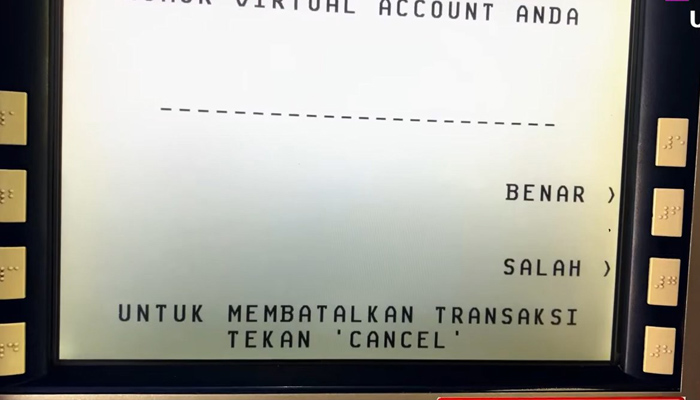 VIRTUAL ACCOUNT ANDA
----------------------
BENAR >
SALAH >
UNTUK MEMBATALKAN TRANSAKSI
TEKAN 'CANCEL'